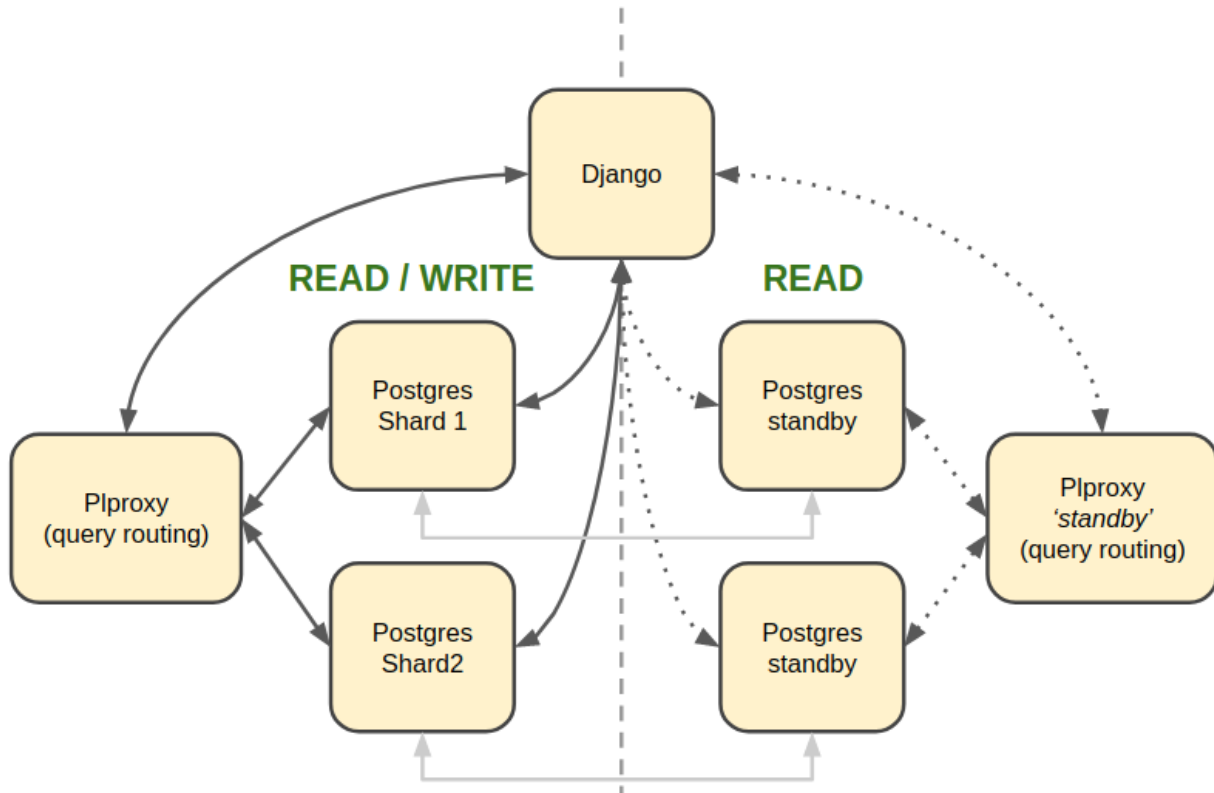 Django
READ / WRITE
READ
Postgres
Shard 1
Postgres
standby
Plproxy
(query routing)
Plproxy
‘standby’
(query routing)
Postgres
Shard2
Postgres
standby